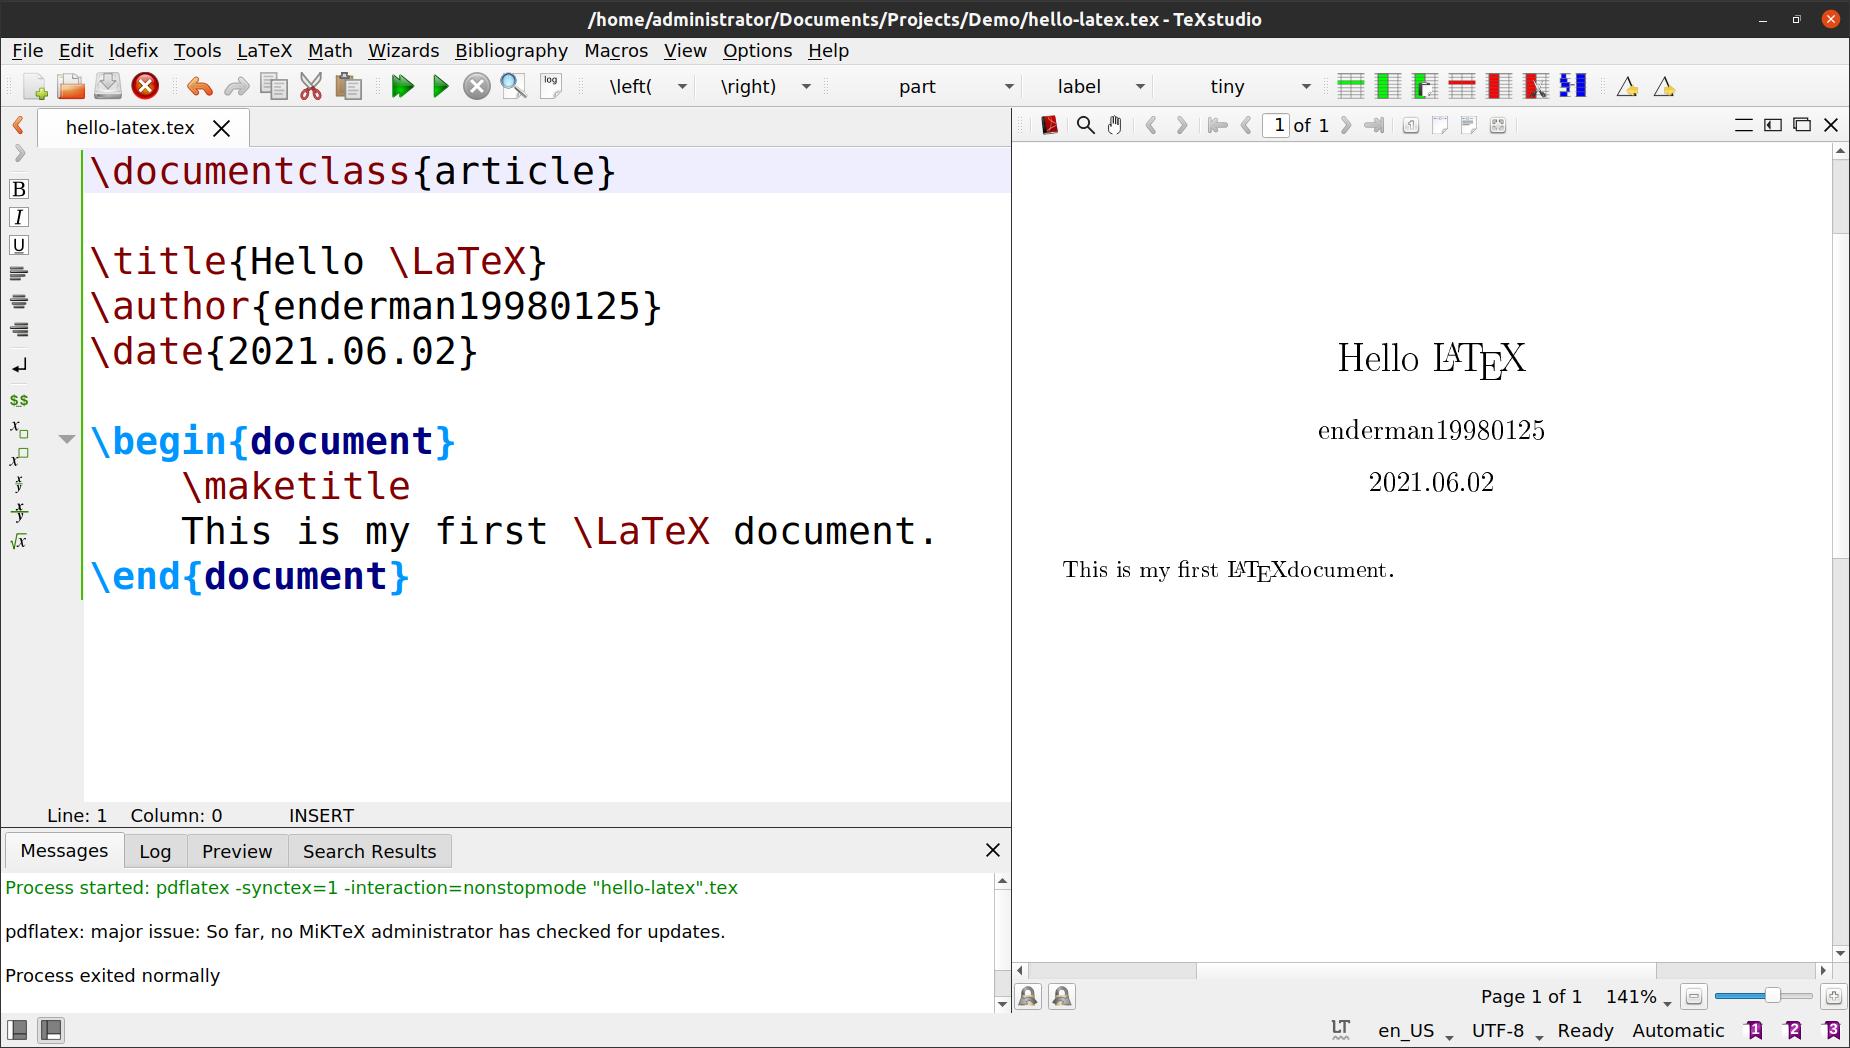 /home/administrator/Documents/Projects/Demo/hello-latex.tex - TeXstudio
File Edit Idefix Tools LaTeX Math Wizards Bibliography Macros View Options Help
log \left( \right) part label tiny
hello-latex.tex
1 of 1
\documentclass{article}
\title{Hello \LaTeX}
\author{enderman19980125}
\date{2021.06.02}
\begin{document}
\maketitle
This is my first \LaTeX document.
\end{document}
B
I
U
$$
x
x
x/y
x/y
√x
Hello LATEX
enderman19980125
2021.06.02
This is my first LATEXdocument.
Line: 1 Column: 0 INSERT
Messages Log Preview Search Results
Process started: pdflatex -synctex=1 -interaction=nonstopmode "hello-latex".tex
pdflatex: major issue: So far, no MiKTeX administrator has checked for updates.
Process exited normally
Page 1 of 1 141%
LT en_US UTF-8 Ready Automatic 1 2 3